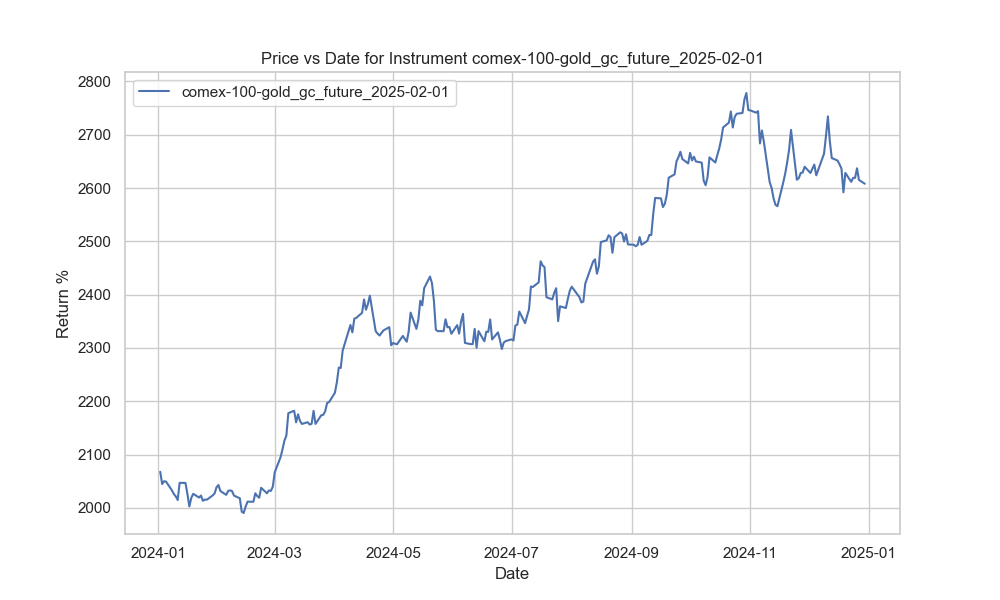 Price vs Date for Instrument comex-100-gold_gc_future_2025-02-01
comex-100-gold_gc_future_2025-02-01
2800
2700
2600
2500
2400
2300
2200
2100
2000
Return %
2024-01 2024-03 2024-05 2024-07 2024-09 2024-11 2025-01
Date